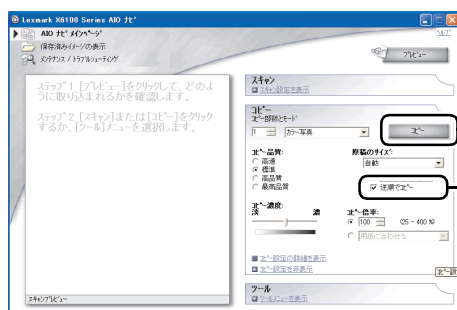 Lexmark X6100 Series AIO ﾅﾋﾞ
AIO ﾅﾋﾞ ﾒｲﾝﾍﾟｰｼﾞ
ﾍﾙﾌﾟ
保存済みｲﾒｰｼﾞの表示
ﾒﾝﾃﾅﾝｽ / ﾄﾗﾌﾞﾙｼｭｰﾃｨﾝｸﾞ
ﾌﾟﾚﾋﾞｭｰ
ステップ 1 [プレビュー]をクリックして、どのよ
うに取り込まれるかを確認します。
ステップ 2 [スキャン]または[コピー]をクリック
するか、[ツール]メニューを選択します。
スキャン
ｽｷｬﾝ設定を表示
コピー
ｺﾋﾟｰ部数とﾓｰﾄﾞ
1
ｶﾗｰ写真
ｺﾋﾟｰ
ｺﾋﾟｰ品質:
高速
標準
高品質
最高品質
原稿のｻｲｽﾞ:
自動
逆順でｺﾋﾟｰ
ｺﾋﾟｰ濃度:
淡 濃
ｺﾋﾟｰ倍率:
100 (25 - 400 %)
用紙に合わせる
ｺﾋﾟｰ設定の詳細を表示
ｺﾋﾟｰ設定を非表示
ｺﾋﾟｰ設
ツール
ﾂｰﾙﾒﾆｭｰを表示
ｽｷｬﾝﾌﾟﾚﾋﾞｭｰ